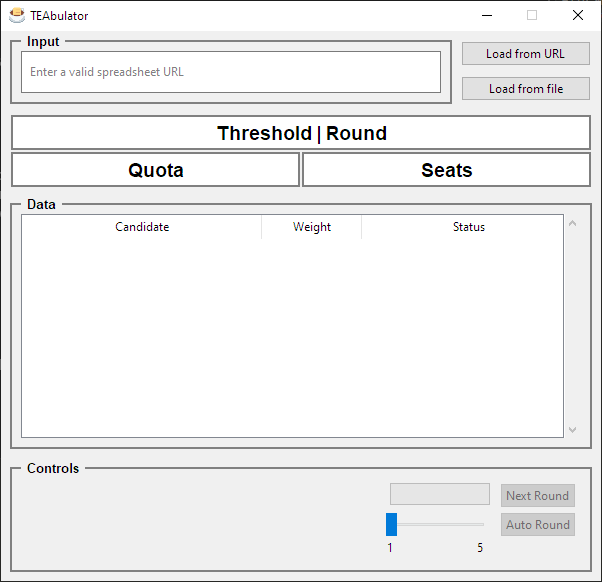 TEAbulator
Input
Enter a valid spreadsheet URL
Load from URL
Load from file
Threshold | Round
Quota
Seats
Data
Candidate Weight Status
Controls
Next Round
Auto Round
1 5